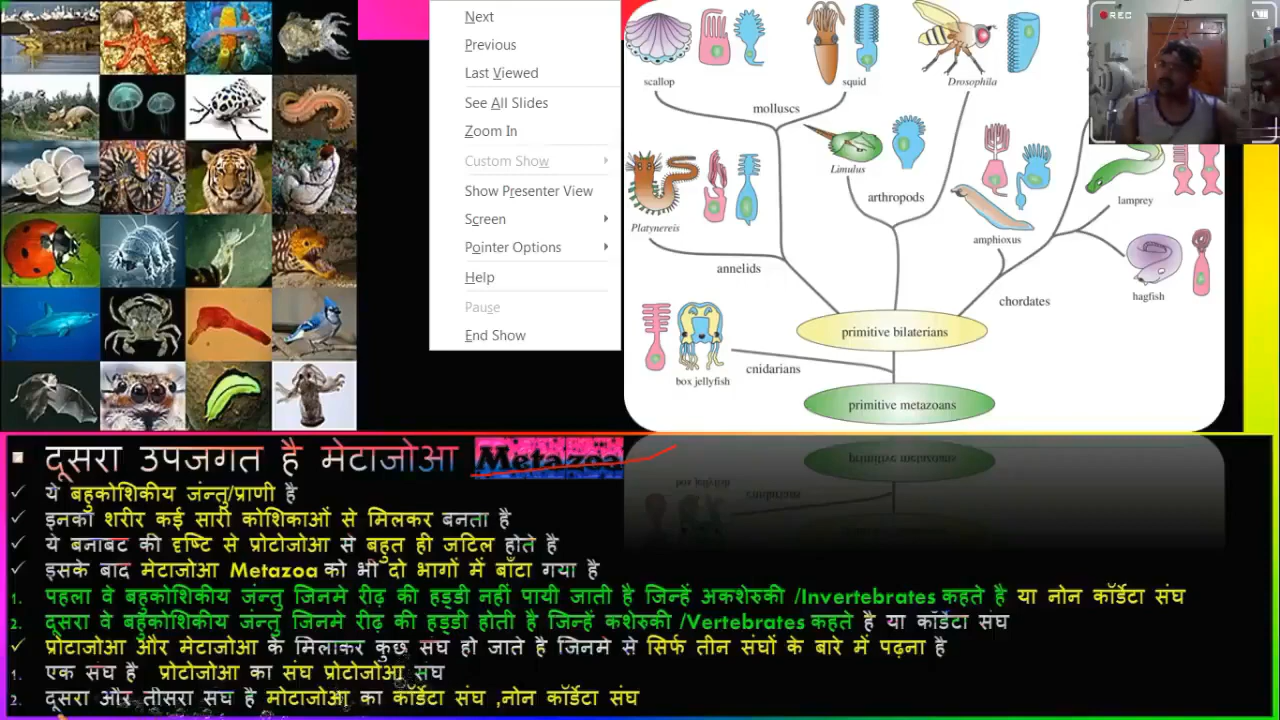 Next
Previous
Last Viewed
See All Slides
Zoom In
Custom Show
Show Presenter View
Screen
Pointer Options
Help
Pause
End Show
REC
scallop
squid
Drosophila
molluscs
Limulus
arthropods
Platynereis
annelids
amphioxus
lamprey
hagfish
chordates
primitive bilaterians
box jellyfish
cnidarians
primitive metazoans
दूसरा उपजगत है मेटाजोआ Metazoa
ये बहुकोशिकीय जंन्तु/प्राणी है
इनका शरीर कई सारी कोशिकाओं से मिलकर बनता है
ये बनाबट की दृष्टि से प्रोटोजोआ से बहुत ही जटिल होते है
इसके बाद मेटाजोआ Metazoa को भी दो भागों में बाँटा गया है
1. पहला वे बहुकोशिकीय जंन्तु जिनमे रीढ़ की हड्डी नहीं पायी जाती है जिन्हें अकशेरुकी /Invertebrates कहते है या नोन कॉर्डेटा संघ
2. दूसरा वे बहुकोशिकीय जंन्तु जिनमे रीढ़ की हड्डी होती है जिन्हें कशेरुकी /Vertebrates कहते है या कॉर्डेटा संघ
प्रोटाजोआ और मेटाजोआ के मिलाकर कुछ संघ हो जाते है जिनमे से सिर्फ तीन संघों के बारे में पढ़ना है
1. एक संघ है प्रोटोजोआ का संघ प्रोटोजोआ संघ
2. दूसरा और तीसरा संघ है मोटाजोआ का कॉर्डेटा संघ ,नोन कॉर्डेटा संघ